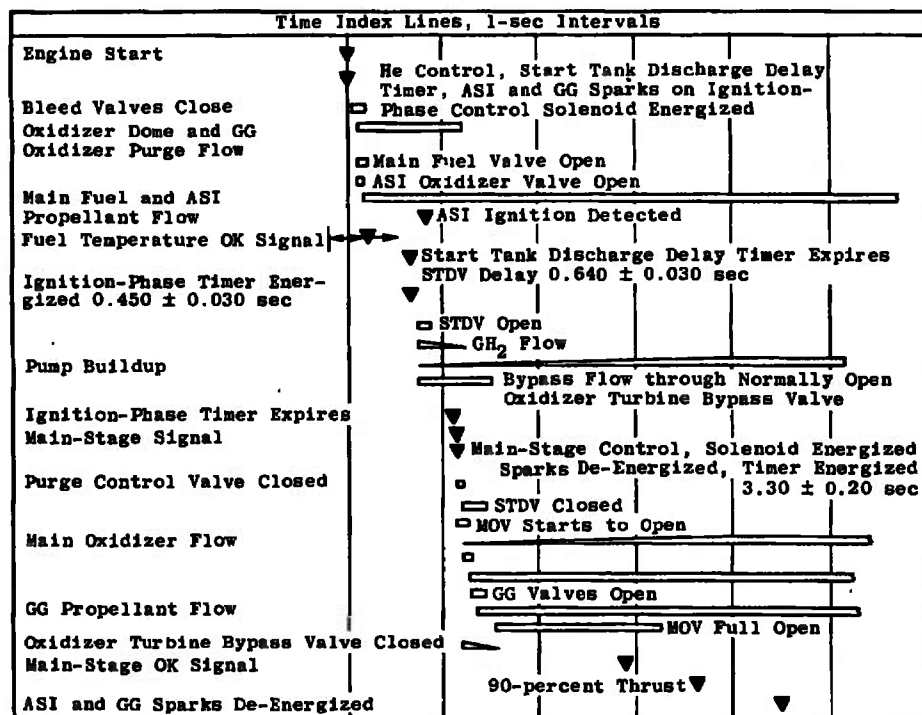 Time Index Lines, 1-sec Intervals
Engine Start
He Control, Start Tank Discharge Delay
Timer, ASI and GG Sparks on Ignition-
Phase Control Solenoid Energized
Bleed Valves Close
Oxidizer Dome and GG
Oxidizer Purge Flow
Main Fuel Valve Open
ASI Oxidizer Valve Open
Main Fuel and ASI
Propellant Flow
ASI Ignition Detected
Fuel Temperature OK Signal
Start Tank Discharge Delay Timer Expires
STDV Delay 0.640 ± 0.030 sec
Ignition-Phase Timer Ener-
gized 0.450 ± 0.030 sec
STDV Open
GH2 Flow
Pump Buildup
Bypass Flow through Normally Open
Oxidizer Turbine Bypass Valve
Ignition-Phase Timer Expires
Main-Stage Signal
Main-Stage Control, Solenoid Energized
Sparks De-Energized, Timer Energized
3.30 ± 0.20 sec
Purge Control Valve Closed
STDV Closed
MOV Starts to Open
Main Oxidizer Flow
GG Valves Open
GG Propellant Flow
MOV Full Open
Oxidizer Turbine Bypass Valve Closed
Main-Stage OK Signal
90-percent Thrust
ASI and GG Sparks De-Energized